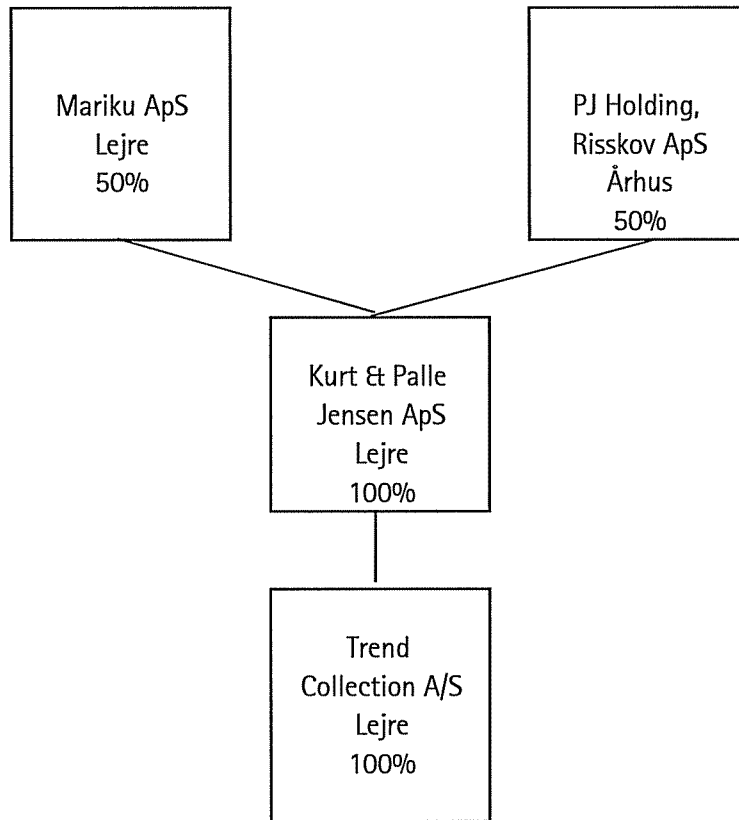 Mariku ApS
Lejre
50%
PJ Holding,
Risskov ApS
Århus
50%
Kurt & Palle
Jensen ApS
Lejre
100%
Trend
Collection A/S
Lejre
100%